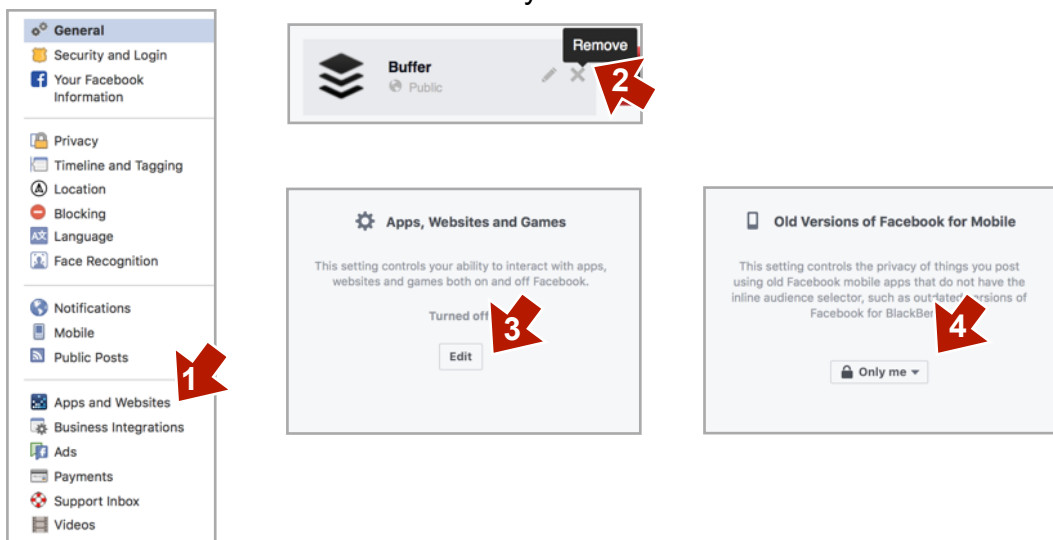 General
Security and Login
Your Facebook
Information
Privacy
Timeline and Tagging
Location
Blocking
Language
Face Recognition
Notifications
Mobile
Public Posts
1
Apps and Websites
Business Integrations
Ads
Payments
Support Inbox
Videos
Remove
Buffer
Public
2
Apps, Websites and Games
This setting controls your ability to interact with apps,
websites and games both on and off Facebook.
Turned off
3
Edit
Old Versions of Facebook for Mobile
This setting controls the privacy of things you post
using old Facebook mobile apps that do not have the
inline audience selector, such as outdated versions of
Facebook for
4
Only me